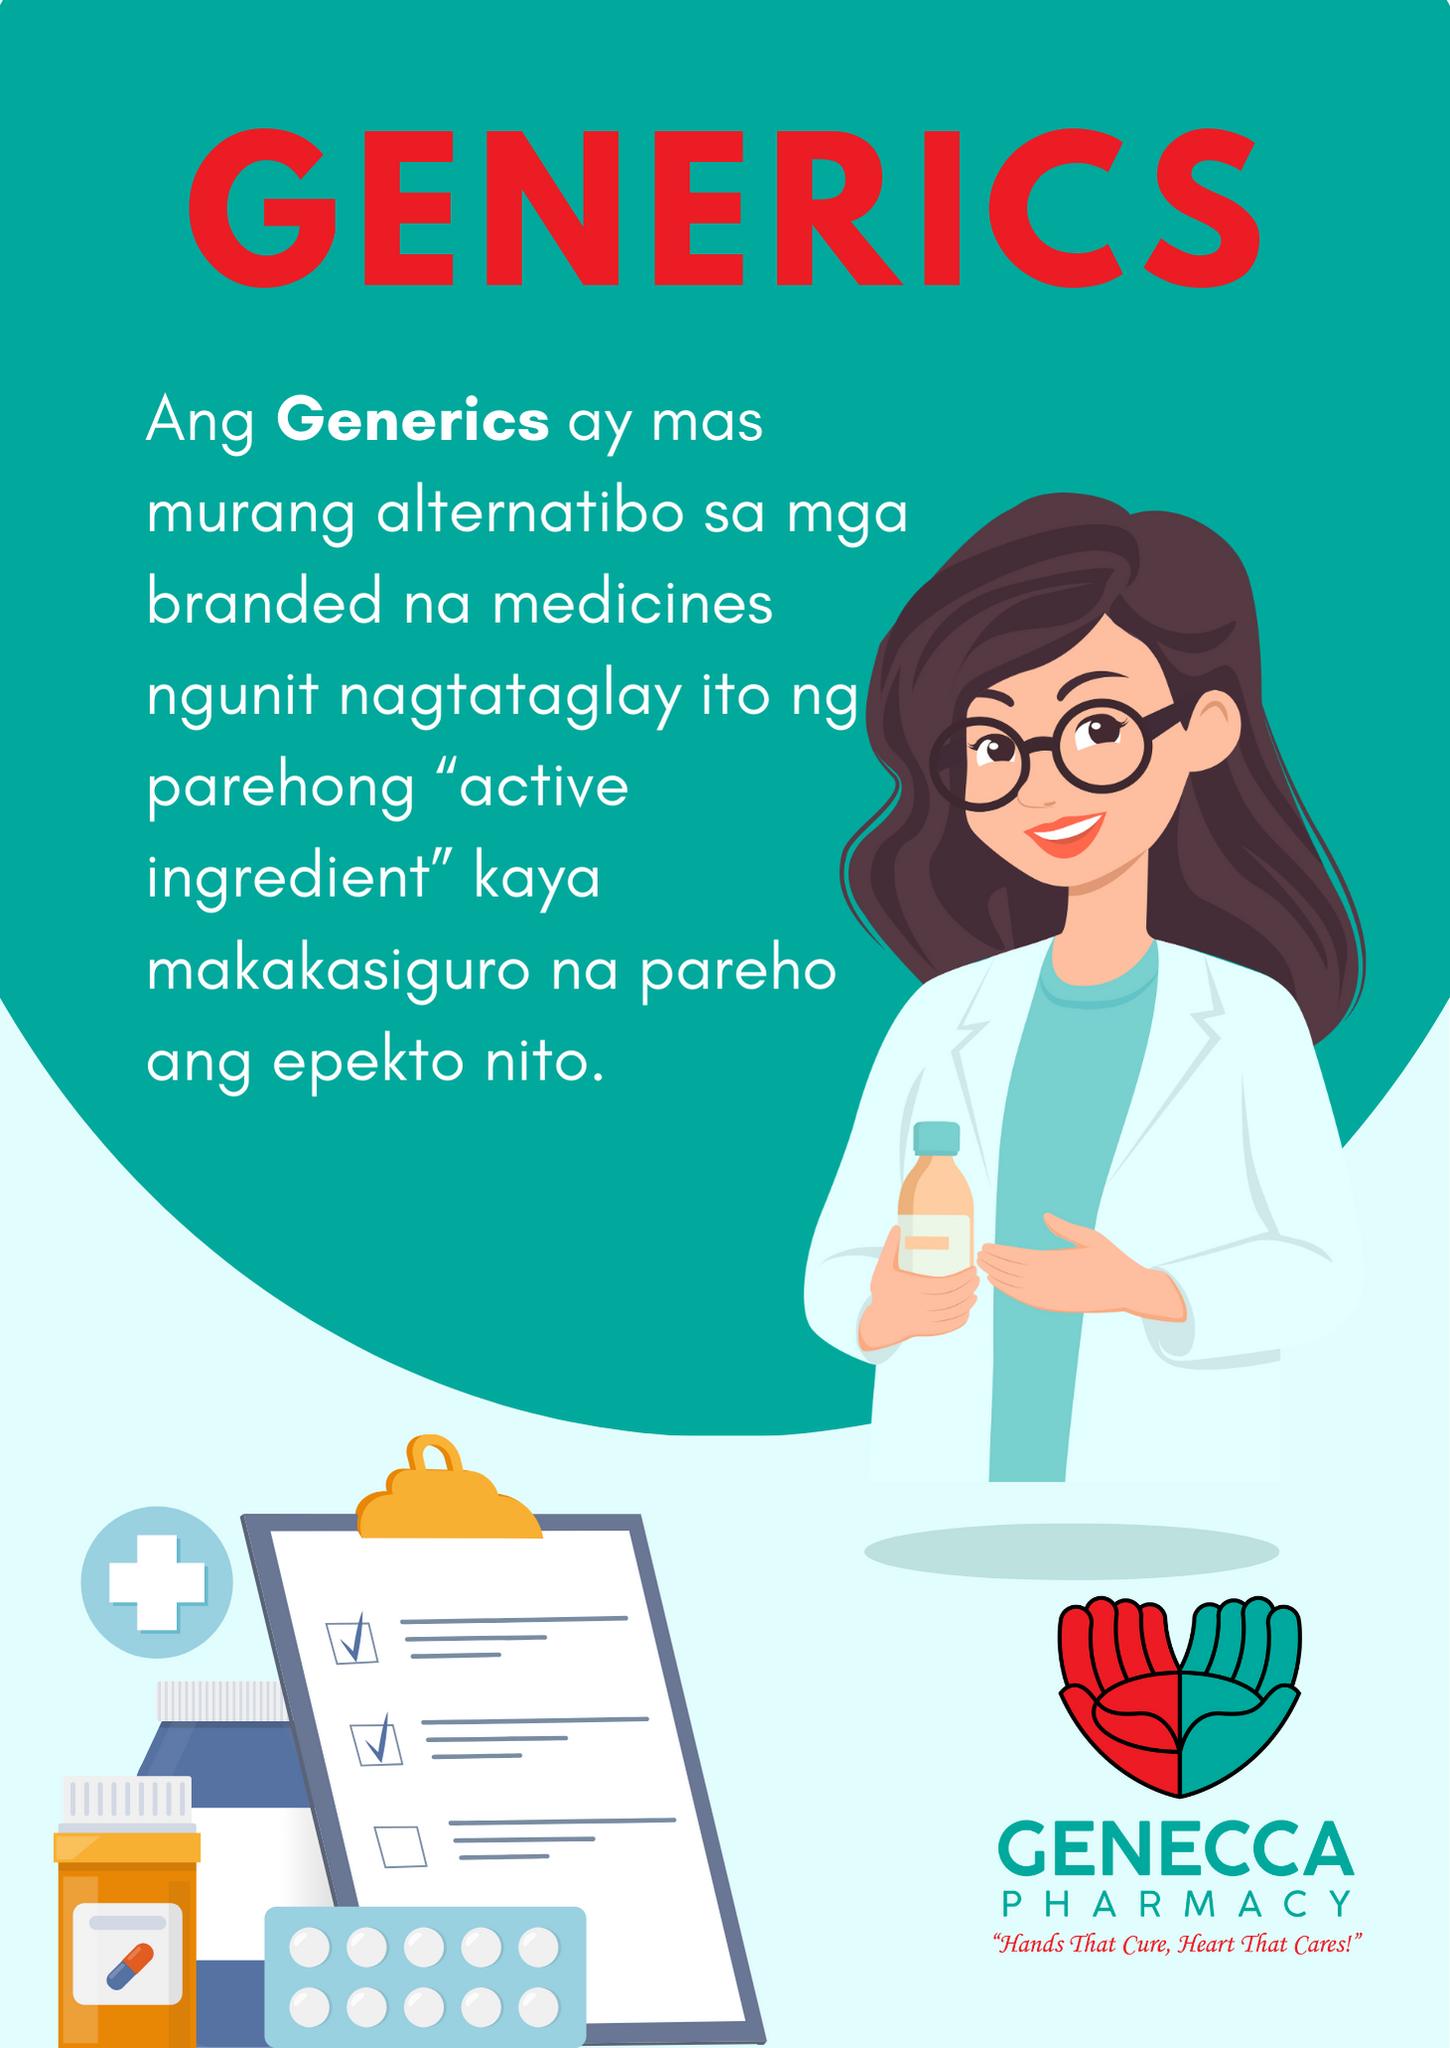 GENERICS
Ang Generics ay mas
murang alternatibo sa mga
branded na medicines
ngunit nagtataglay ito ng
parehong “active
ingredient” kaya
makakasiguro na pareho
ang epekto nito.
GENECCA
PHARMACY
“Hands That Cure, Heart That Cares!”